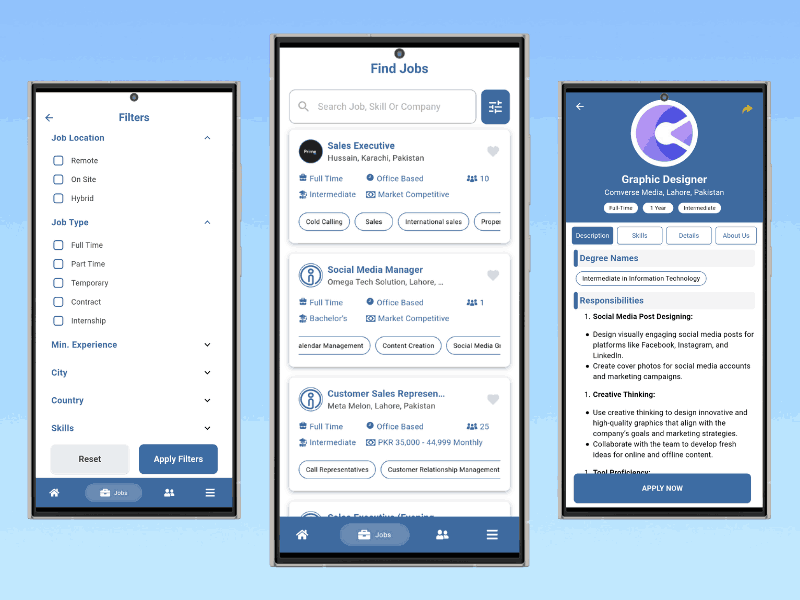 Filters
Job Location
Remote
On Site
Hybrid
Job Type
Full Time
Part Time
Temporary
Contract
Internship
Min. Experience
City
Country
Skills
Reset
Apply Filters
Jobs
Find Jobs
Search Job, Skill Or Company
Sales Executive
Hussain, Karachi, Pakistan
Full Time
Office Based
10
Intermediate
Market Competitive
Cold Calling
Sales
International sales
Social Media Manager
Omega Tech Solution, Lahore, ...
Full Time
Office Based
1
Bachelor's
Market Competitive
alendar Management
Content Creation
Social Media
Customer Sales Represen...
Meta Melon, Lahore, Pakistan
Full Time
Office Based
25
Intermediate
PKR 35,000 - 44,999 Monthly
Call Representatives
Customer Relationship Management
Sales Executive (Evening
Jobs
Graphic Designer
Comverse Media, Lahore, Pakistan
Full-Time
1 Year
Intermediate
Description
Skills
Details
About Us
Degree Names
Intermediate in Information Technology
Responsibilities
1. Social Media Post Designing:
• Design visually engaging social media posts for
platforms like Facebook, Instagram, and
LinkedIn.
• Create cover photos for social media accounts
and marketing campaigns.
1. Creative Thinking:
• Use creative thinking to design innovative and
high-quality graphics that align with the
company's goals and marketing strategies.
• Collaborate with the team to develop fresh
ideas for online and offline content.
1. Tool Proficiency:
APPLY NOW